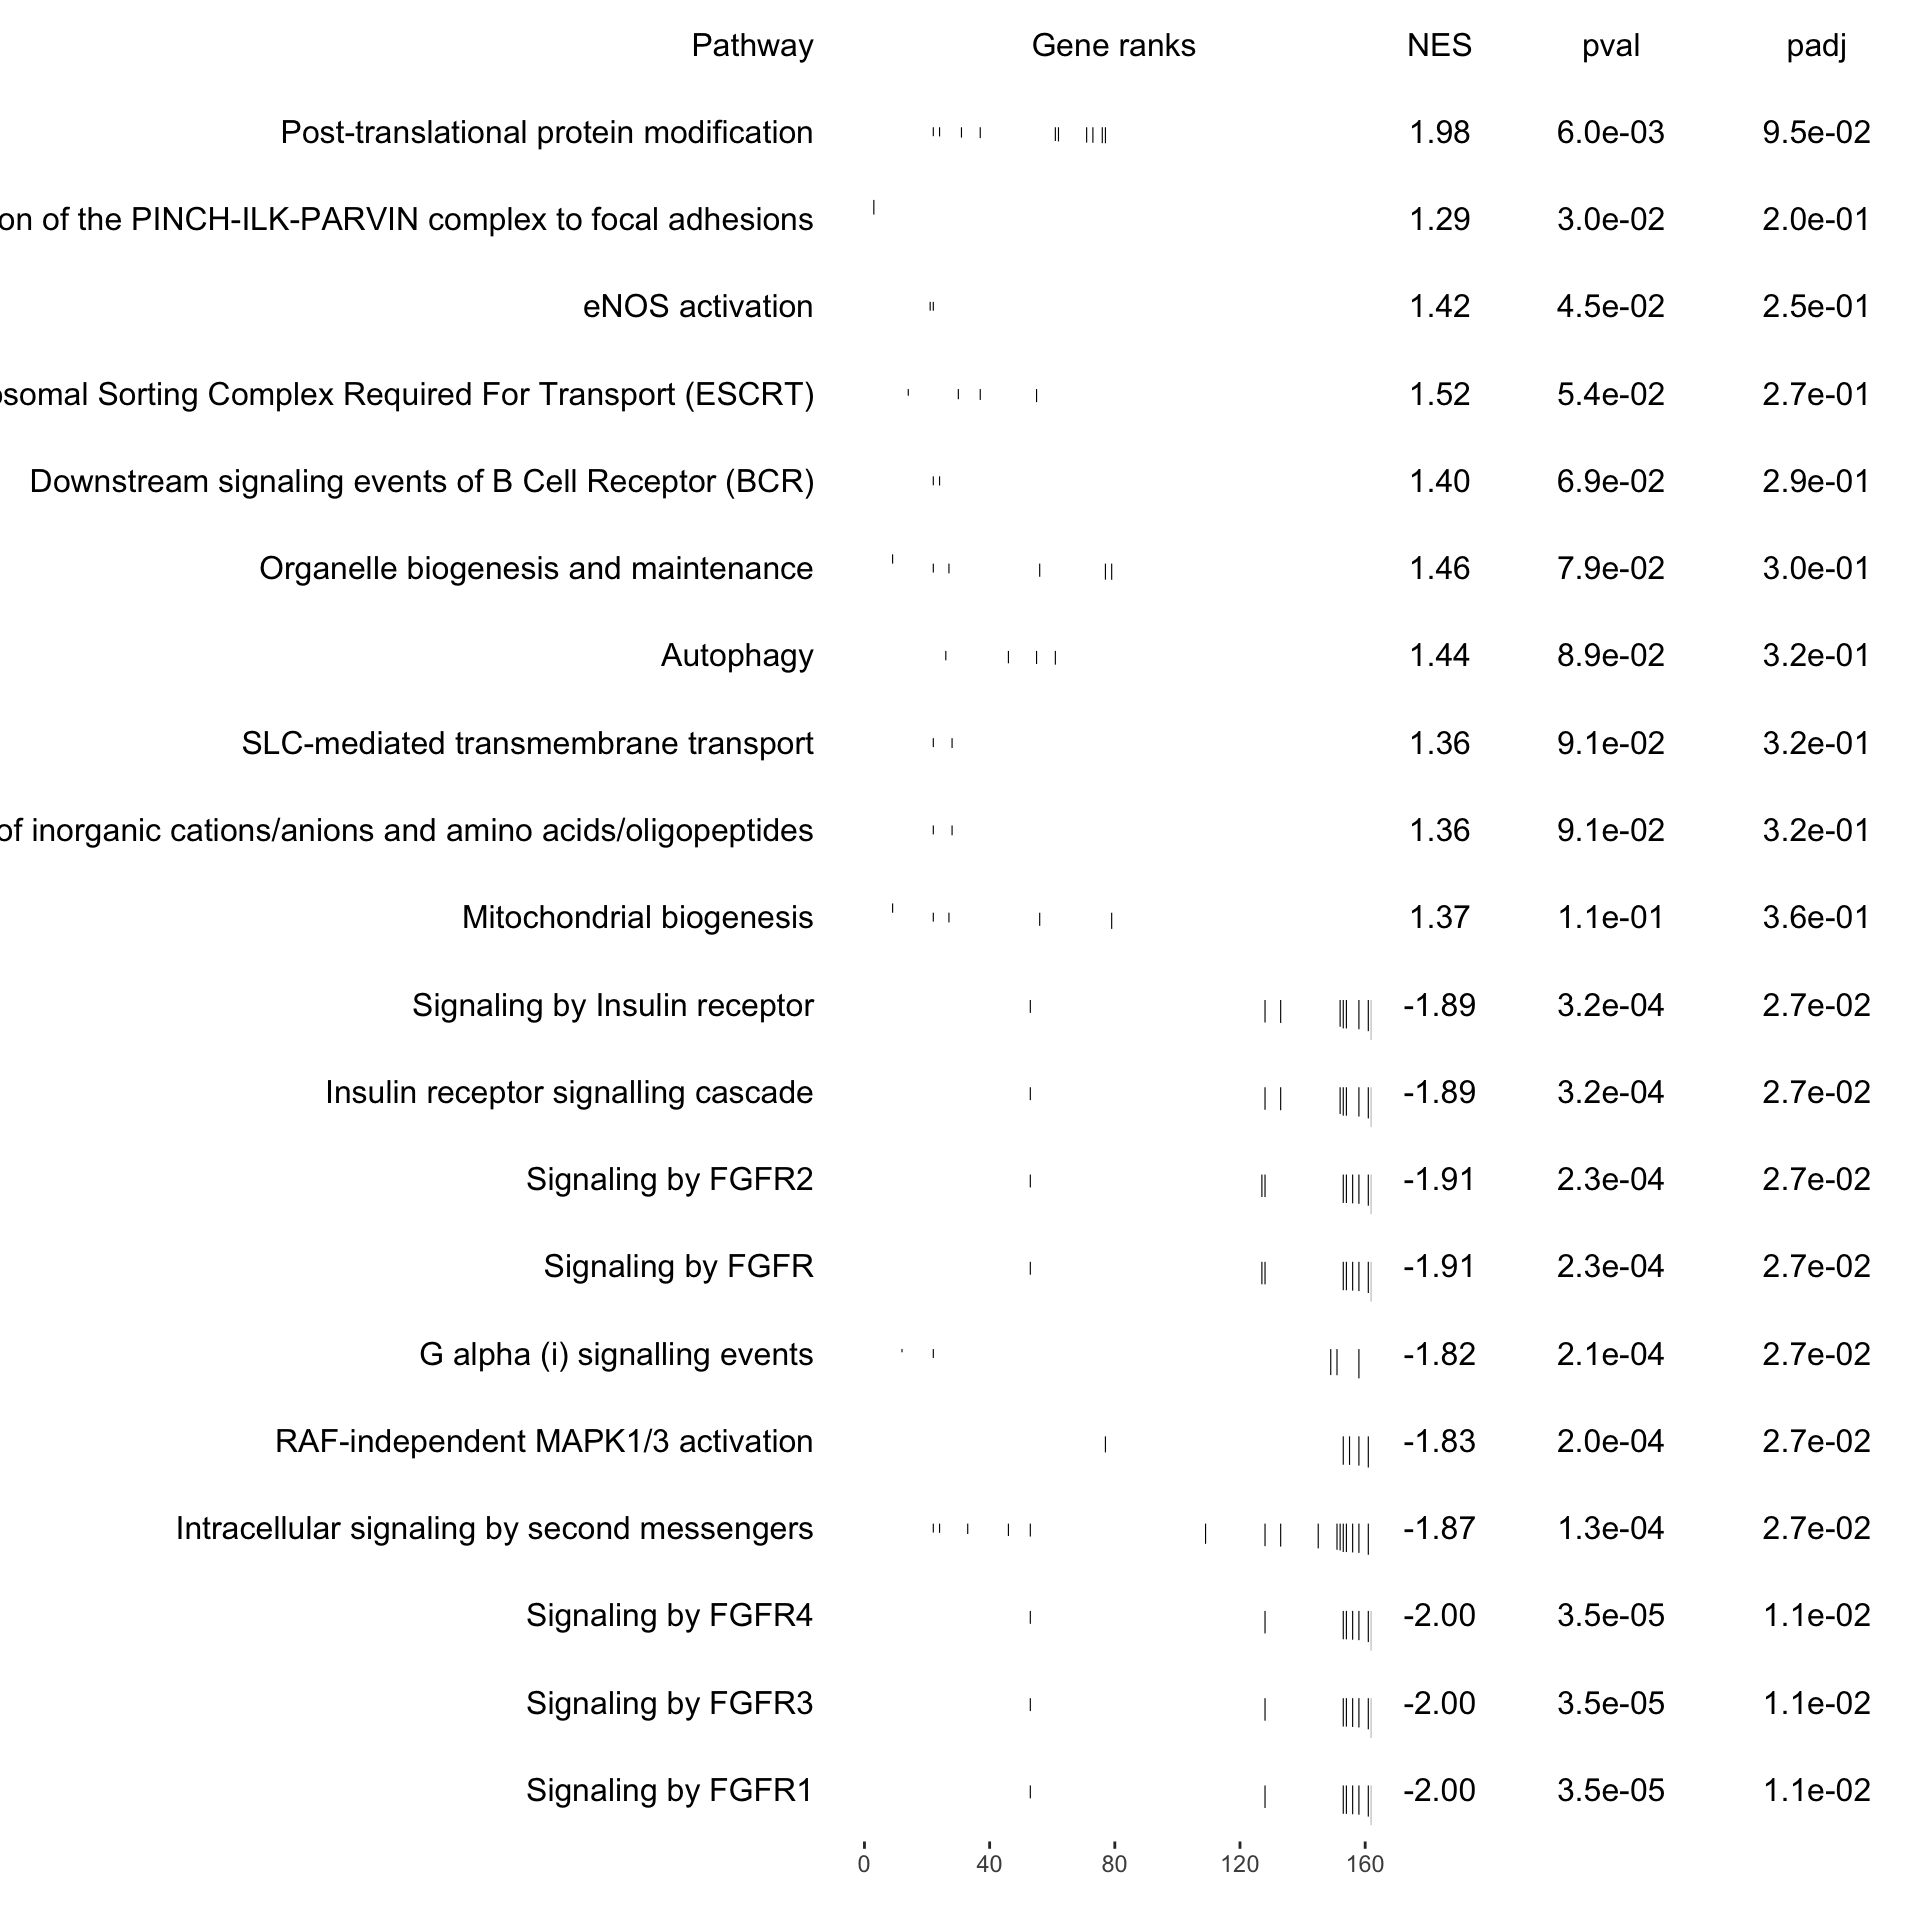 Pathway Gene ranks NES pval padj
Post-translational protein modification 1.98 6.0e-03 9.5e-02
on of the PINCH-ILK-PARVIN complex to focal adhesions 1.29 3.0e-02 2.0e-01
eNOS activation 1.42 4.5e-02 2.5e-01
osomal Sorting Complex Required For Transport (ESCRT) 1.52 5.4e-02 2.7e-01
Downstream signaling events of B Cell Receptor (BCR) 1.40 6.9e-02 2.9e-01
Organelle biogenesis and maintenance 1.46 7.9e-02 3.0e-01
Autophagy 1.44 8.9e-02 3.2e-01
SLC-mediated transmembrane transport 1.36 9.1e-02 3.2e-01
of inorganic cations/anions and amino acids/oligopeptides 1.36 9.1e-02 3.2e-01
Mitochondrial biogenesis 1.37 1.1e-01 3.6e-01
Signaling by Insulin receptor -1.89 3.2e-04 2.7e-02
Insulin receptor signalling cascade -1.89 3.2e-04 2.7e-02
Signaling by FGFR2 -1.91 2.3e-04 2.7e-02
Signaling by FGFR -1.91 2.3e-04 2.7e-02
G alpha (i) signalling events -1.82 2.1e-04 2.7e-02
RAF-independent MAPK1/3 activation -1.83 2.0e-04 2.7e-02
Intracellular signaling by second messengers -1.87 1.3e-04 2.7e-02
Signaling by FGFR4 -2.00 3.5e-05 1.1e-02
Signaling by FGFR3 -2.00 3.5e-05 1.1e-02
Signaling by FGFR1 -2.00 3.5e-05 1.1e-02
0 40 80 120 160